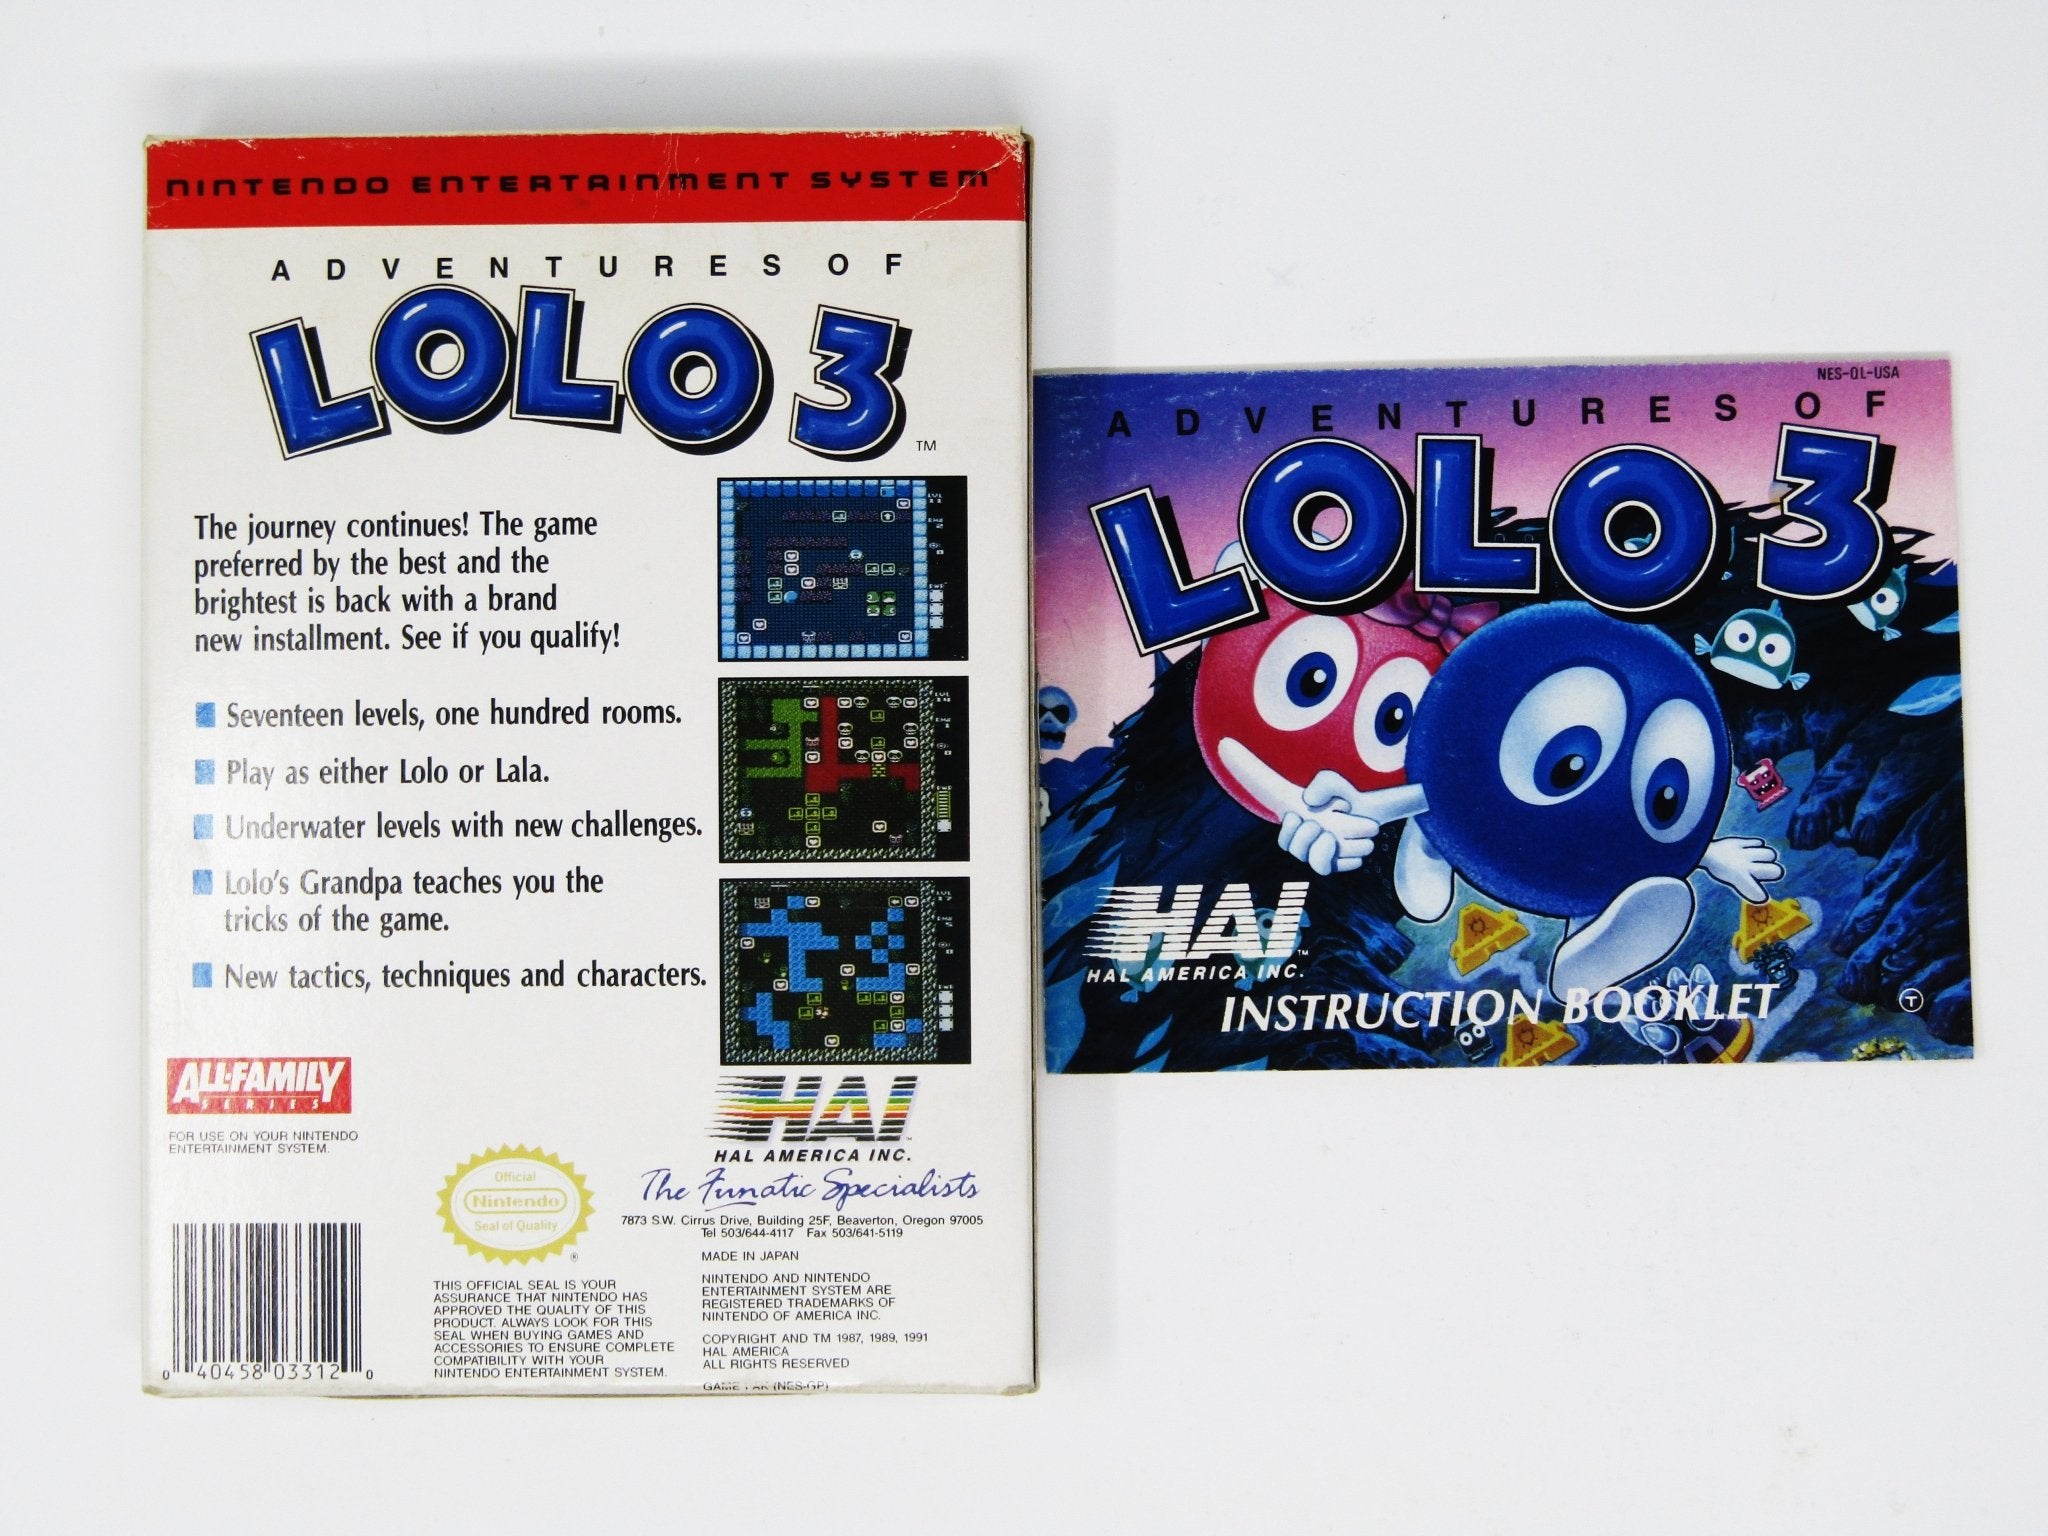 NINTENDO ENTERTAINMENT SYSTEM
ADVENTURES OF
LOLO 3
TM
The journey continues! The game
preferred by the best and the
brightest is back with a brand
new installment. See if you qualify!
Seventeen levels, one hundred rooms.
Play as either Lolo or Lala.
Underwater levels with new challenges.
Lolo's Grandpa teaches you the
tricks of the game.
New tactics, techniques and characters.
ALL-FAMILY
SERIES
FOR USE ON YOUR NINTENDO
ENTERTAINMENT SYSTEM.
0 40458 03312 0
Official
Nintendo
Seal of Quality
®
THIS OFFICIAL SEAL IS YOUR
ASSURANCE THAT NINTENDO HAS
APPROVED THE QUALITY OF THIS
PRODUCT. ALWAYS LOOK FOR THIS
SEAL WHEN BUYING GAMES AND
ACCESSORIES TO ENSURE COMPLETE
COMPATIBILITY WITH YOUR
NINTENDO ENTERTAINMENT SYSTEM.
HAL
HAL AMERICA INC.
The Funatic Specialists
7873 S.W. Cirrus Drive, Building 25F, Beaverton, Oregon 97005
Tel 503/644-4117 Fax 503/641-5119
MADE IN JAPAN
NINTENDO AND NINTENDO
ENTERTAINMENT SYSTEM ARE
REGISTERED TRADEMARKS OF
NINTENDO OF AMERICA INC.
COPYRIGHT AND TM 1987, 1989, 1991
HAL AMERICA
ALL RIGHTS RESERVED
GAME (NES-GP)
NES-QL-USA
ADVENTURES OF
LOLO 3
HAL
TM
HAL AMERICA INC.
INSTRUCTION BOOKLET
T